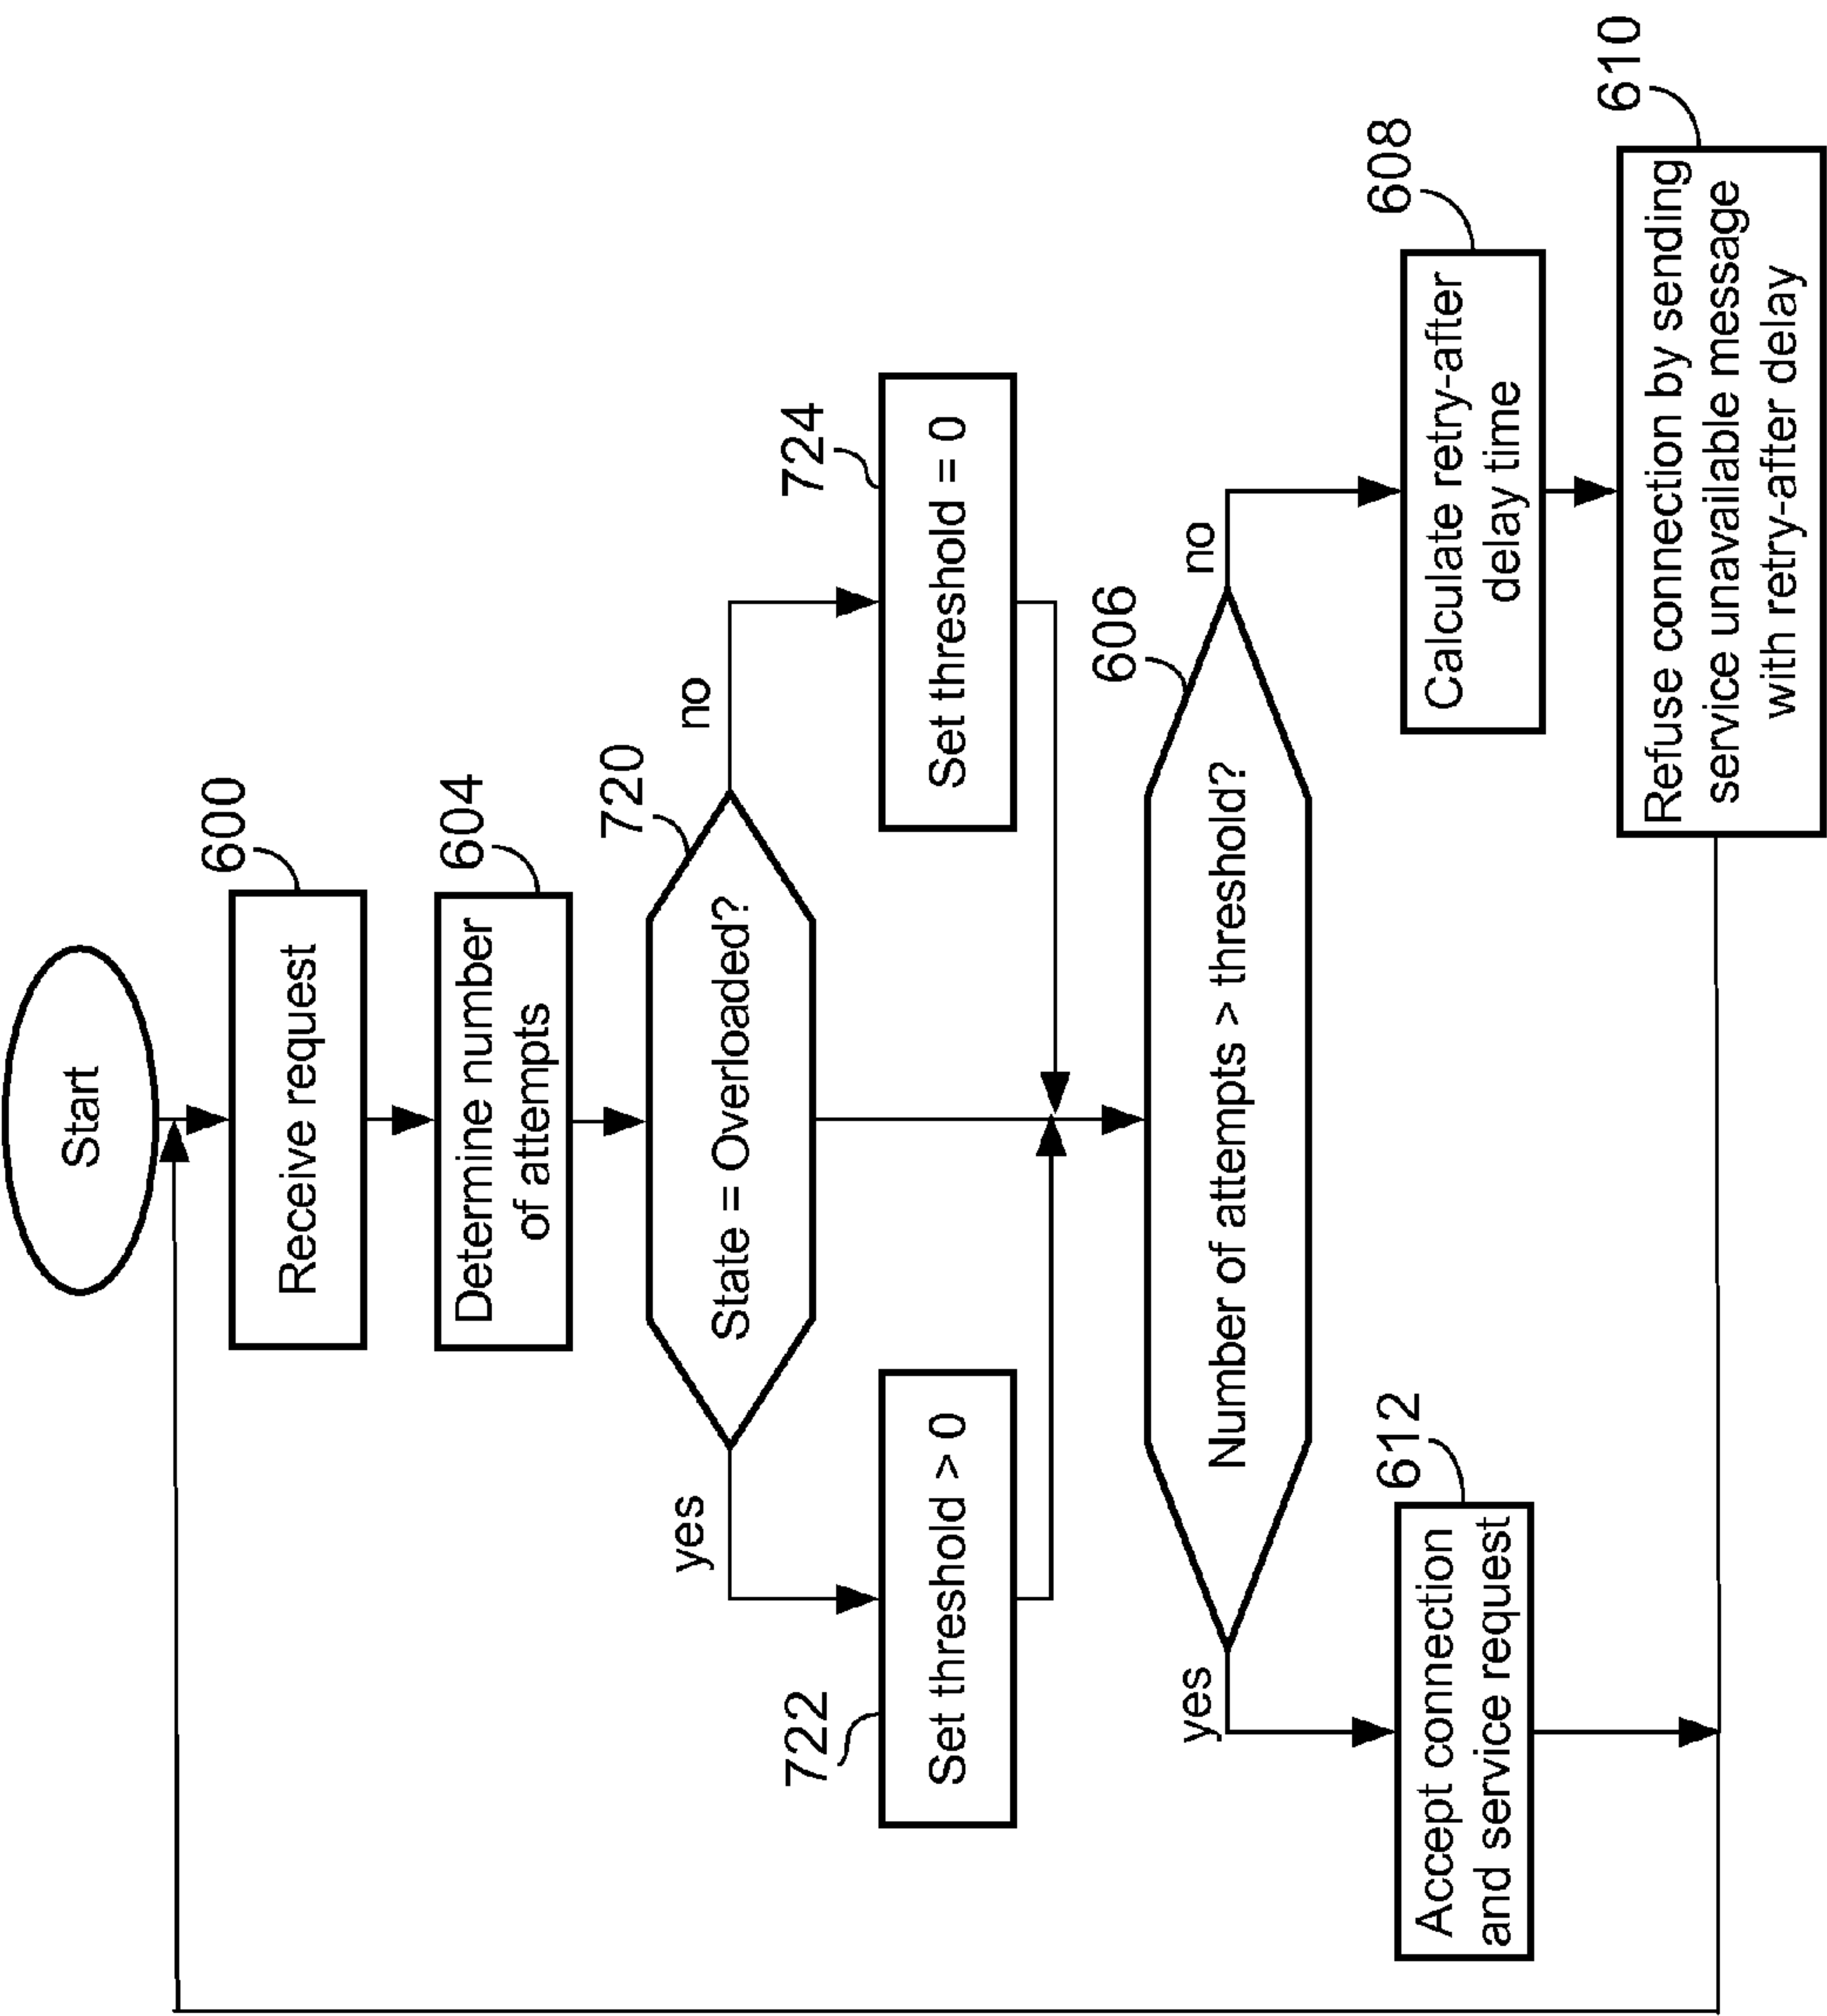 Start
600
Receive request
604
Determine number
of attempts
720
State = Overloaded?
yes
no
722
Set threshold > 0
724
Set threshold = 0
606
Number of attempts > threshold?
yes
no
612
Accept connection
and service request
608
Calculate retry-after
delay time
610
Refuse connection by sending
service unavailable message
with retry-after delay